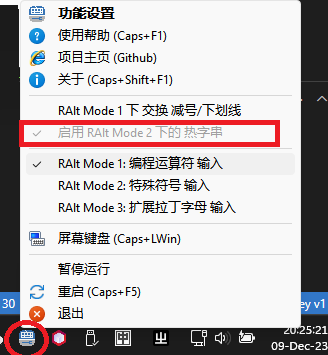 功能设置
使用帮助 (Caps+F1)
项目主页 (Github)
关于 (Caps+Shift+F1)
RAlt Mode 1 下 交换 减号/下划线
启用 RAlt Mode 2 下的 热字串
RAlt Mode 1: 编程运算符 输入
RAlt Mode 2: 特殊符号 输入
RAlt Mode 3: 扩展拉丁字母 输入
屏幕键盘 (Caps+LWin)
暂停运行
重启 (Caps+F5)
退出
30
ey v1
20:25:21
09-Dec-23